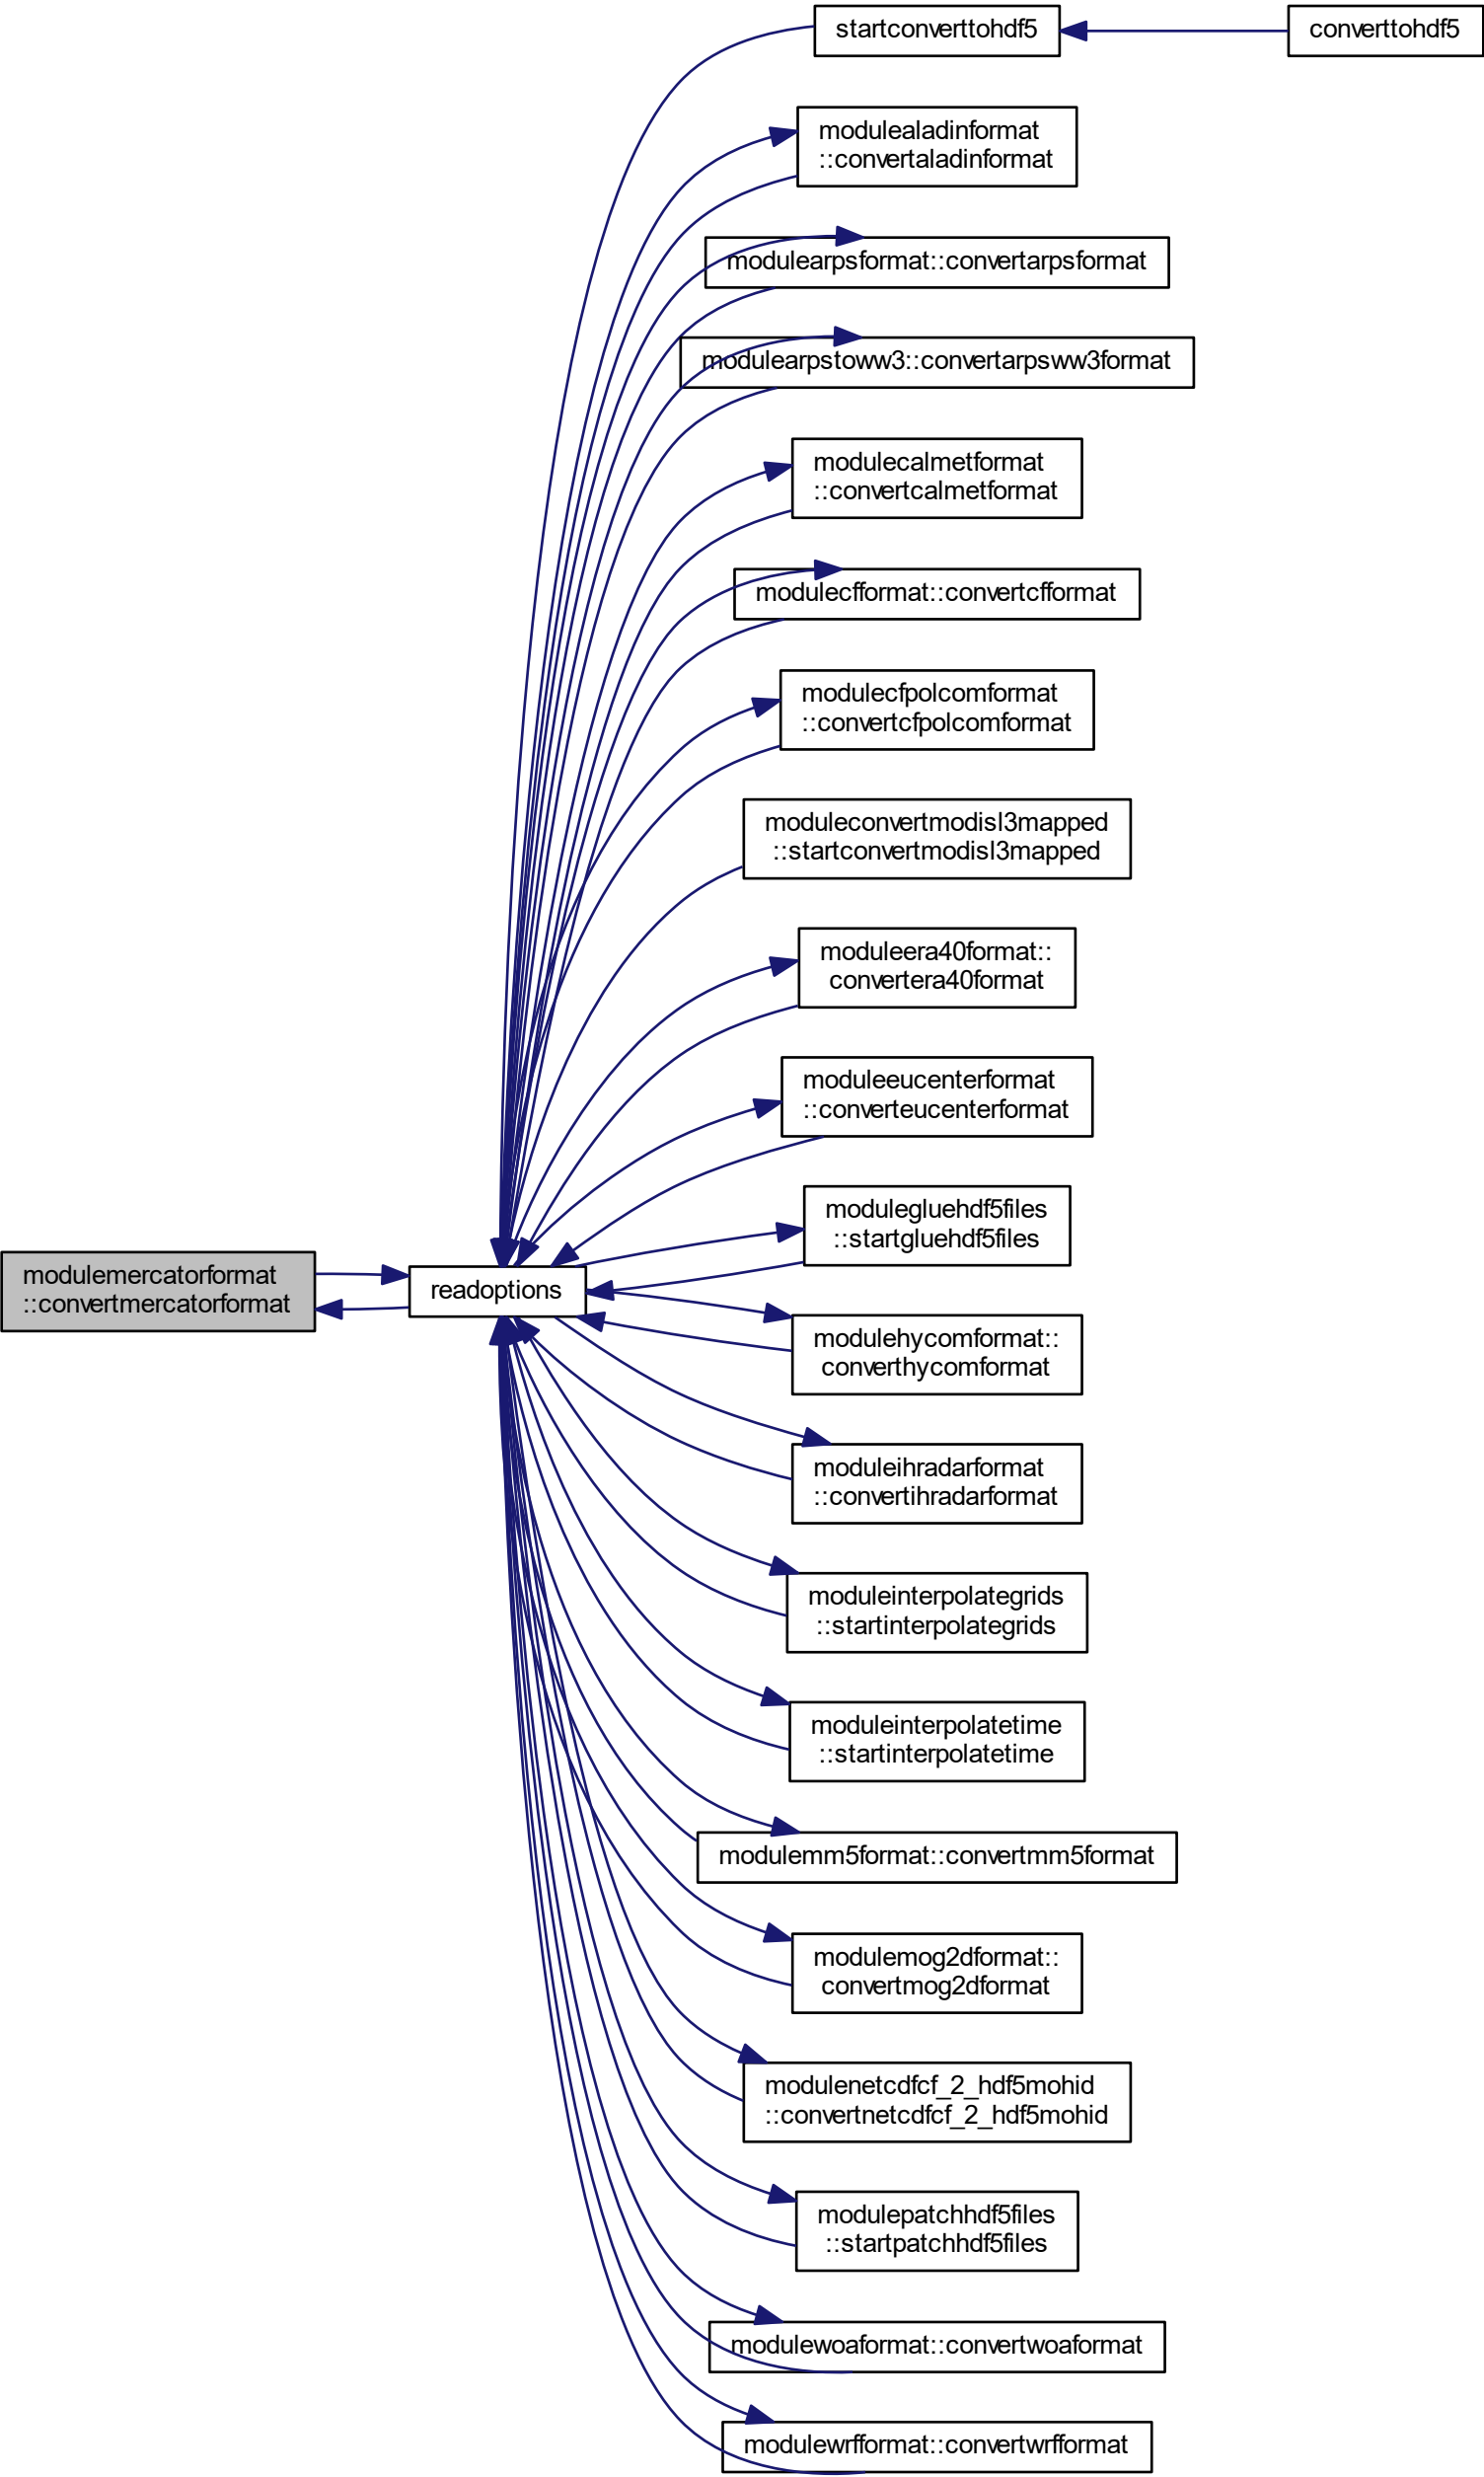 startconverttohdf5
converttohdf5
modulealadinformat
::convertaladinformat
modulearpsformat::convertarpsformat
modulearpstoww3::convertarpsww3format
modulecalmetformat
::convertcalmetformat
modulecfformat::convertcfformat
modulecfpolcomformat
::convertcfpolcomformat
moduleconvertmodisl3mapped
::startconvertmodisl3mapped
moduleera40format::
convertera40format
moduleeucenterformat
::converteucenterformat
modulegluehdf5files
::startgluehdf5files
modulemercatorformat
::convertmercatorformat
readoptions
modulehycomformat::
converthycomformat
moduleihradarformat
::convertihradarformat
moduleinterpolategrids
::startinterpolategrids
moduleinterpolatetime
::startinterpolatetime
modulemm5format::convertmm5format
modulemog2dformat::
convertmog2dformat
modulenetcdfcf_2_hdf5mohid
::convertnetcdfcf_2_hdf5mohid
modulepatchhdf5files
::startpatchhdf5files
modulewoaformat::convertwoaformat
modulewrfformat::convertwrfformat